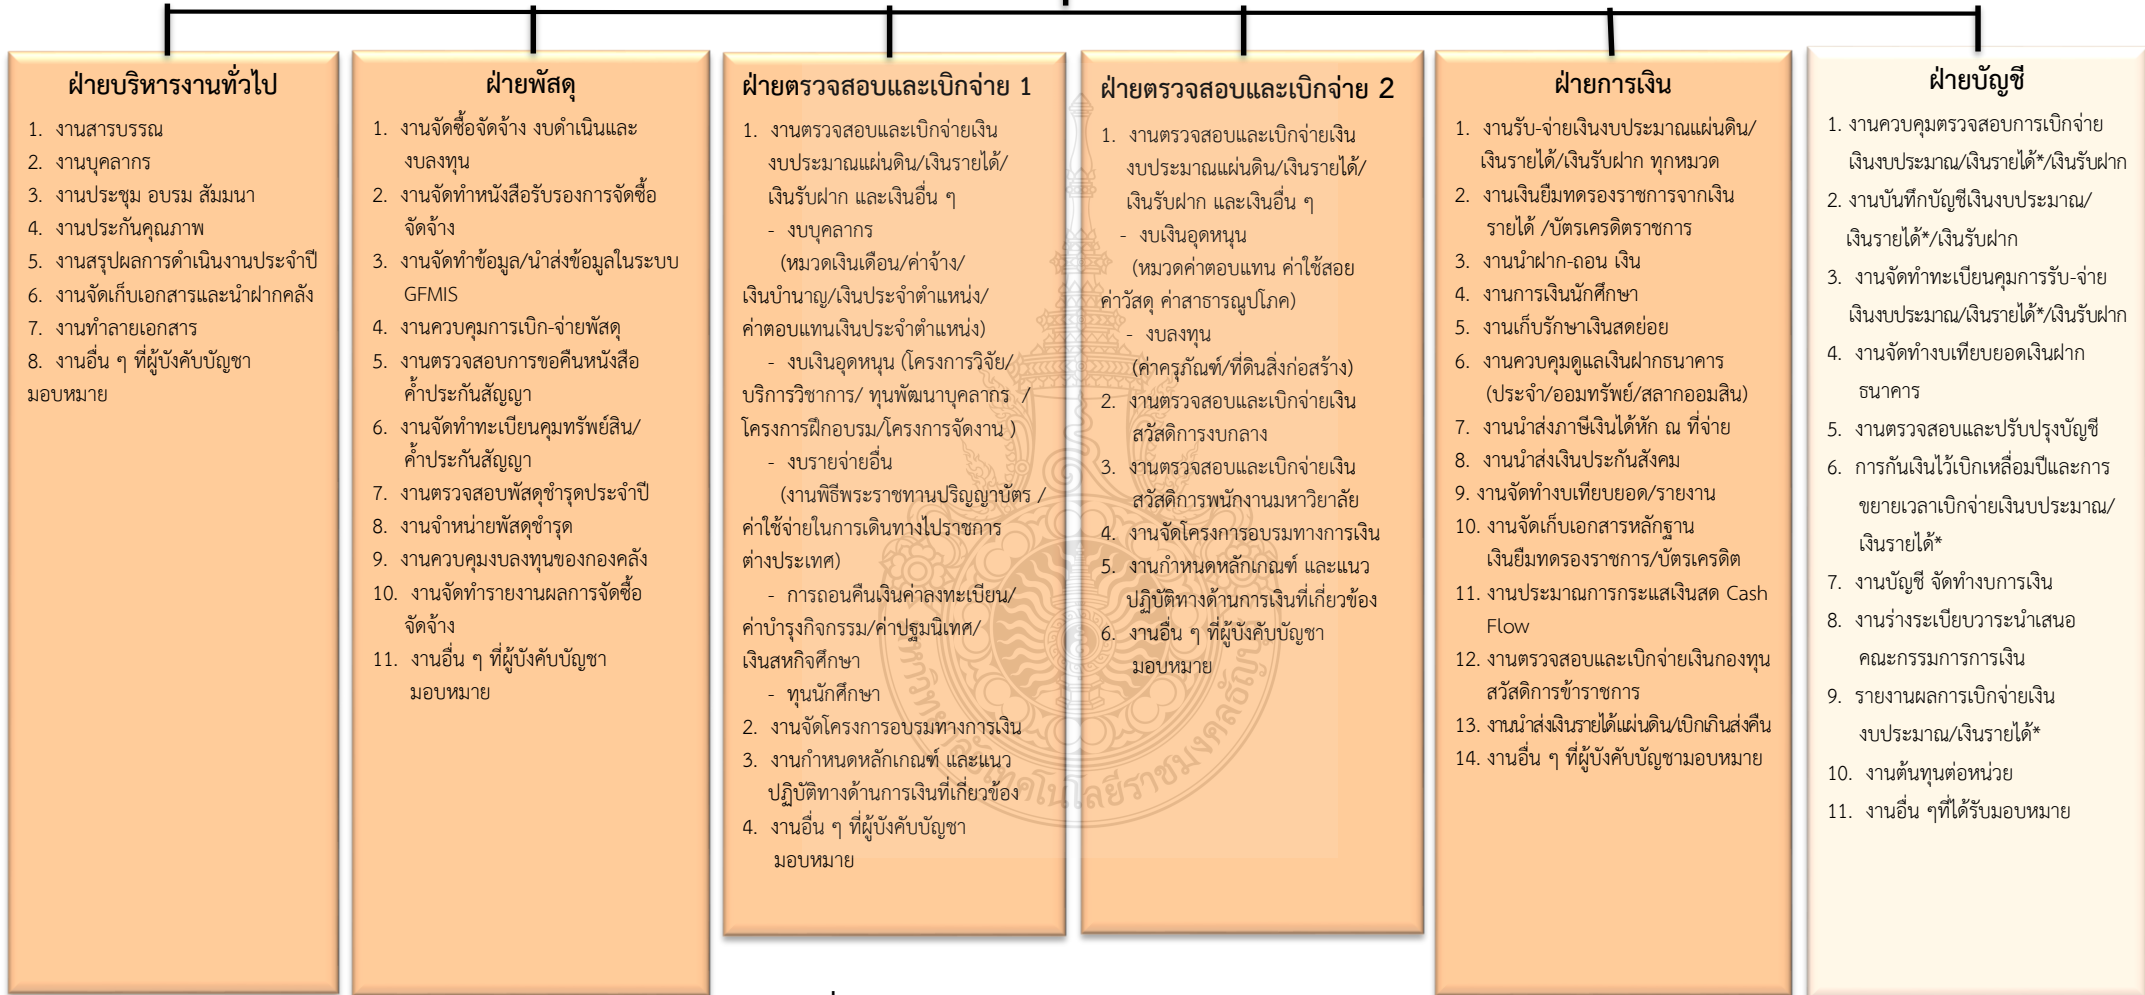 ฝ่ายบริหารงานทั่วไป
1. งานสารบรรณ
2. งานบุคลากร
3. งานประชุม อบรม สัมมนา
4. งานประกันคุณภาพ
5. งานสรุปผลการดำเนินงานประจำปี
6. งานจัดเก็บเอกสารและนำฝากคลัง
7. งานทำลายเอกสาร
8. งานอื่น ๆ ที่ผู้บังคับบัญชา
มอบหมาย
ฝ่ายพัสดุ
1. งานจัดซื้อจัดจ้าง งบดำเนินและ
งบลงทุน
2. งานจัดทำหนังสือรับรองการจัดซื้อ
จัดจ้าง
3. งานจัดทำข้อมูล/นำส่งข้อมูลในระบบ
GFMIS
4. งานควบคุมการเบิก-จ่ายพัสดุ
5. งานตรวจสอบการขอคืนหนังสือ
ค้ำประกันสัญญา
6. งานจัดทำทะเบียนคุมทรัพย์สิน/
ค้ำประกันสัญญา
7. งานตรวจสอบพัสดุชำรุดประจำปี
8. งานจำหน่ายพัสดุชำรุด
9. งานควบคุมงบลงทุนของกองคลัง
10. งานจัดทำรายงานผลการจัดซื้อ
จัดจ้าง
11. งานอื่น ๆ ที่ผู้บังคับบัญชา
มอบหมาย
ฝ่ายตรวจสอบและเบิกจ่าย 1
1. งานตรวจสอบและเบิกจ่ายเงิน
งบประมาณแผ่นดิน/เงินรายได้/
เงินรับฝาก และเงินอื่น ๆ
- งบบุคลากร
(หมวดเงินเดือน/ค่าจ้าง/
เงินบำนาญ/เงินประจำตำแหน่ง/
ค่าตอบแทนเงินประจำตำแหน่ง)
- งบเงินอุดหนุน (โครงการวิจัย/
บริการวิชาการ/ ทุนพัฒนาบุคลากร /
โครงการฝึกอบรม/โครงการจัดงาน )
- งบรายจ่ายอื่น
(งานพิธีพระราชทานปริญญาบัตร /
ค่าใช้จ่ายในการเดินทางไปราชการ
ต่างประเทศ)
- การถอนคืนเงินค่าลงทะเบียน/
ค่าบำรุงกิจกรรม/ค่าปฐมนิเทศ/
เงินสหกิจศึกษา
- ทุนนักศึกษา
2. งานจัดโครงการอบรมทางการเงิน
3. งานกำหนดหลักเกณฑ์ และแนว
ปฏิบัติทางด้านการเงินที่เกี่ยวข้อง
4. งานอื่น ๆ ที่ผู้บังคับบัญชา
มอบหมาย
ฝ่ายตรวจสอบและเบิกจ่าย 2
1. งานตรวจสอบและเบิกจ่ายเงิน
งบประมาณแผ่นดิน/เงินรายได้/
เงินรับฝาก และเงินอื่น ๆ
- งบเงินอุดหนุน
(หมวดค่าตอบแทน ค่าใช้สอย
ค่าวัสดุ ค่าสาธารณูปโภค)
- งบลงทุน
(ค่าครุภัณฑ์/ที่ดินสิ่งก่อสร้าง)
2. งานตรวจสอบและเบิกจ่ายเงิน
สวัสดิการงบกลาง
3. งานตรวจสอบและเบิกจ่ายเงิน
สวัสดิการพนักงานมหาวิยาลัย
4. งานจัดโครงการอบรมทางการเงิน
5. งานกำหนดหลักเกณฑ์ และแนว
ปฏิบัติทางด้านการเงินที่เกี่ยวข้อง
6. งานอื่น ๆ ที่ผู้บังคับบัญชา
มอบหมาย
ฝ่ายการเงิน
1. งานรับ-จ่ายเงินงบประมาณแผ่นดิน/
เงินรายได้/เงินรับฝาก ทุกหมวด
2. งานเงินยืมทดรองราชการจากเงิน
รายได้ /บัตรเครดิตราชการ
3. งานนำฝาก-ถอน เงิน
4. งานการเงินนักศึกษา
5. งานเก็บรักษาเงินสดย่อย
6. งานควบคุมดูแลเงินฝากธนาคาร
(ประจำ/ออมทรัพย์/สลากออมสิน)
7. งานนำส่งภาษีเงินได้หัก ณ ที่จ่าย
8. งานนำส่งเงินประกันสังคม
9. งานจัดทำงบเทียบยอด/รายงาน
10. งานจัดเก็บเอกสารหลักฐาน
เงินยืมทดรองราชการ/บัตรเครดิต
11. งานประมาณการกระแสเงินสด Cash
Flow
12. งานตรวจสอบและเบิกจ่ายเงินกองทุน
สวัสดิการข้าราชการ
13. งานนำส่งเงินรายได้แผ่นดิน/เบิกเกินส่งคืน
14. งานอื่น ๆ ที่ผู้บังคับบัญชามอบหมาย
ฝ่ายบัญชี
1. งานควบคุมตรวจสอบการเบิกจ่าย
เงินงบประมาณ/เงินรายได้*/เงินรับฝาก
2. งานบันทึกบัญชีเงินงบประมาณ/
เงินรายได้*/เงินรับฝาก
3. งานจัดทำทะเบียนคุมการรับ-จ่าย
เงินงบประมาณ/เงินรายได้*/เงินรับฝาก
4. งานจัดทำงบเทียบยอดเงินฝาก
ธนาคาร
5. งานตรวจสอบและปรับปรุงบัญชี
6. การกันเงินไว้เบิกเหลื่อมปีและการ
ขยายเวลาเบิกจ่ายเงินบประมาณ/
เงินรายได้*
7. งานบัญชี จัดทำงบการเงิน
8. งานร่างระเบียบวาระนำเสนอ
คณะกรรมการการเงิน
9. รายงานผลการเบิกจ่ายเงิน
งบประมาณ/เงินรายได้*
10. งานต้นทุนต่อหน่วย
11. งานอื่น ๆที่ได้รับมอบหมาย